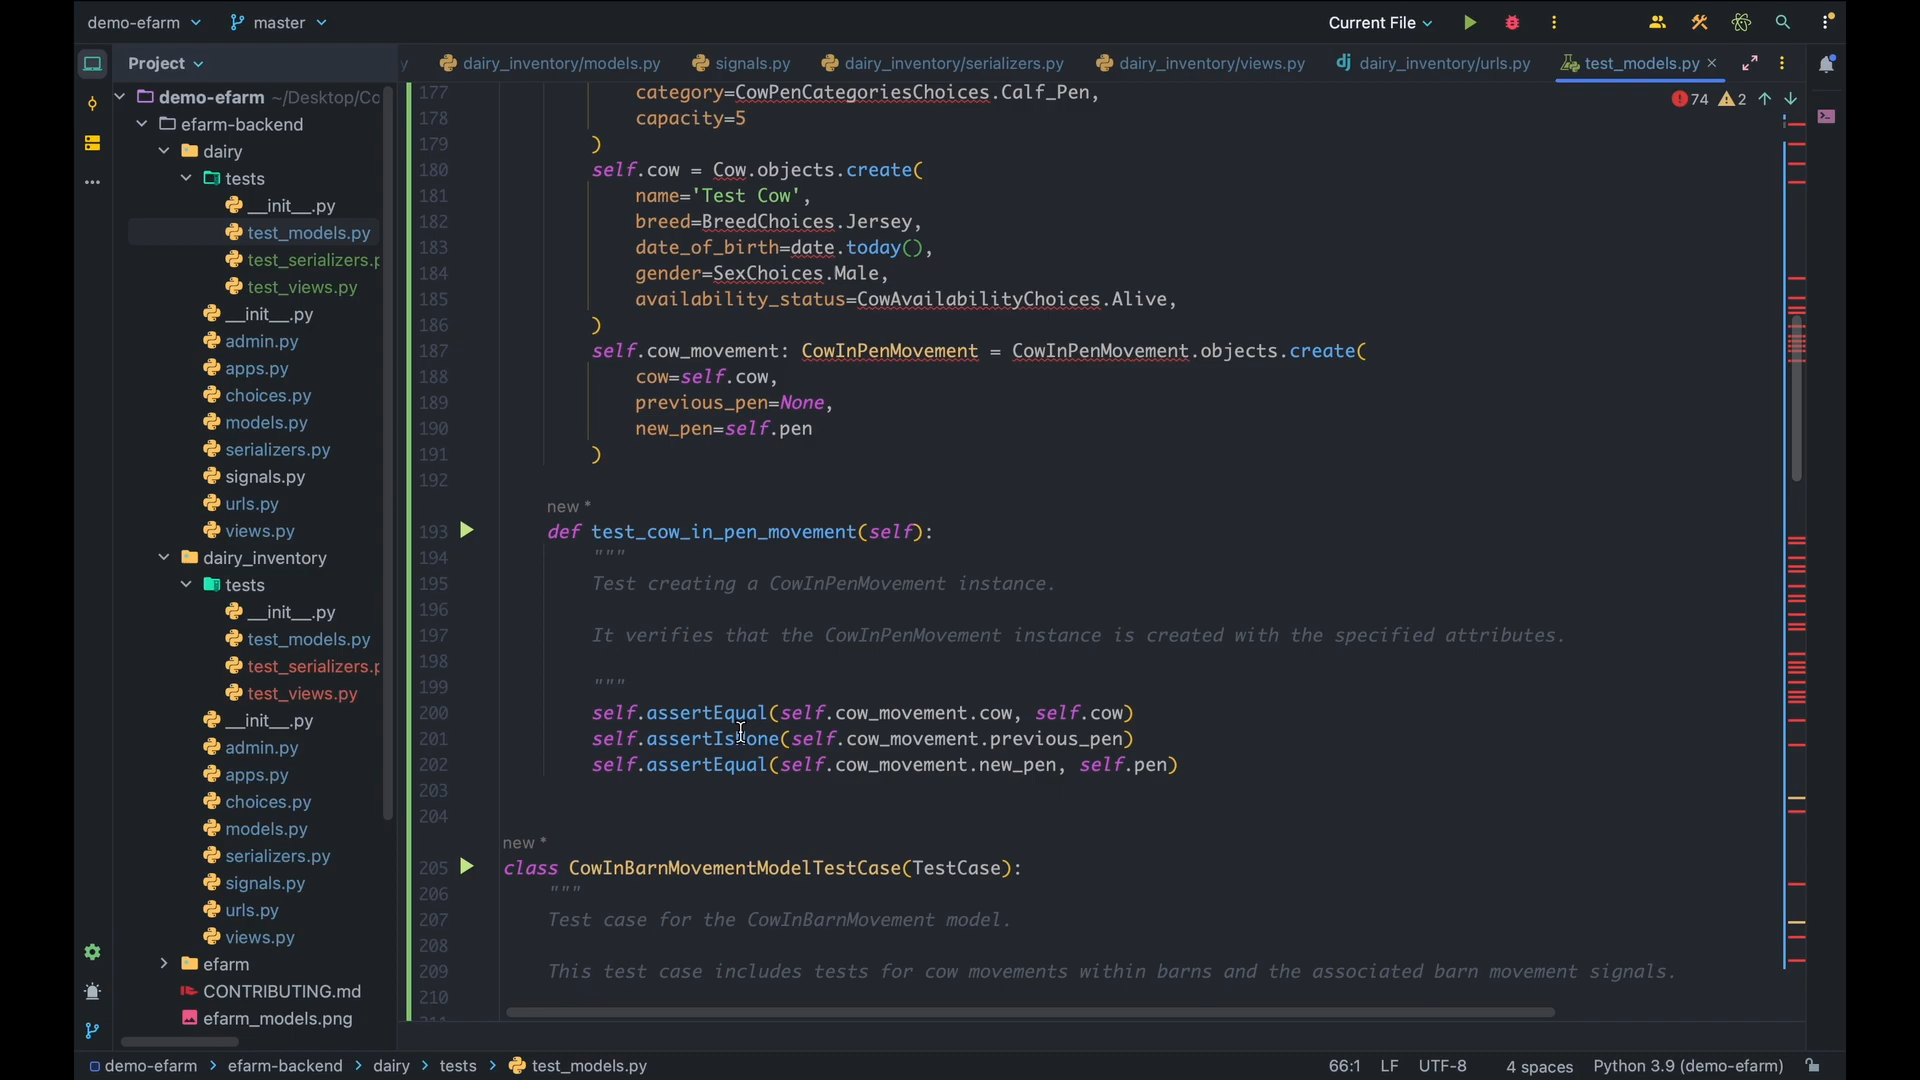 demo-efarm
master
Current File
Project
y
dairy_inventory/models.py
signals.py
dairy_inventory/serializers.py
dairy_inventory/views.py
dj dairy_inventory/urls.py
test_models.py
74 2
demo-efarm ~/Desktop/Co
efarm-backend
dairy
tests
__init__.py
test_models.py
test_serializers.p
test_views.py
__init__.py
admin.py
apps.py
choices.py
models.py
serializers.py
signals.py
urls.py
views.py
dairy_inventory
tests
__init__.py
test_models.py
test_serializers.p
test_views.py
__init__.py
admin.py
apps.py
choices.py
models.py
serializers.py
signals.py
urls.py
views.py
efarm
CONTRIBUTING.md
efarm_models.png
177 category=CowPenCategoriesChoices.Calf_Pen,
178 capacity=5
179 )
180 self.cow = Cow.objects.create(
181 name='Test Cow',
182 breed=BreedChoices.Jersey,
183 date_of_birth=date.today(),
184 gender=SexChoices.Male,
185 availability_status=CowAvailabilityChoices.Alive,
186 )
187 self.cow_movement: CowInPenMovement = CowInPenMovement.objects.create(
188 cow=self.cow,
189 previous_pen=None,
190 new_pen=self.pen
191 )
192
new *
193 def test_cow_in_pen_movement(self):
194 """
195 Test creating a CowInPenMovement instance.
196
197 It verifies that the CowInPenMovement instance is created with the specified attributes.
198
199 """
200 self.assertEqual(self.cow_movement.cow, self.cow)
201 self.assertIsNone(self.cow_movement.previous_pen)
202 self.assertEqual(self.cow_movement.new_pen, self.pen)
203
204
new *
205 class CowInBarnMovementModelTestCase(TestCase):
206 """
207 Test case for the CowInBarnMovement model.
208
209 This test case includes tests for cow movements within barns and the associated barn movement signals.
210
211
demo-efarm > efarm-backend > dairy > tests > test_models.py
66:1 LF UTF-8 4 spaces Python 3.9 (demo-efarm)